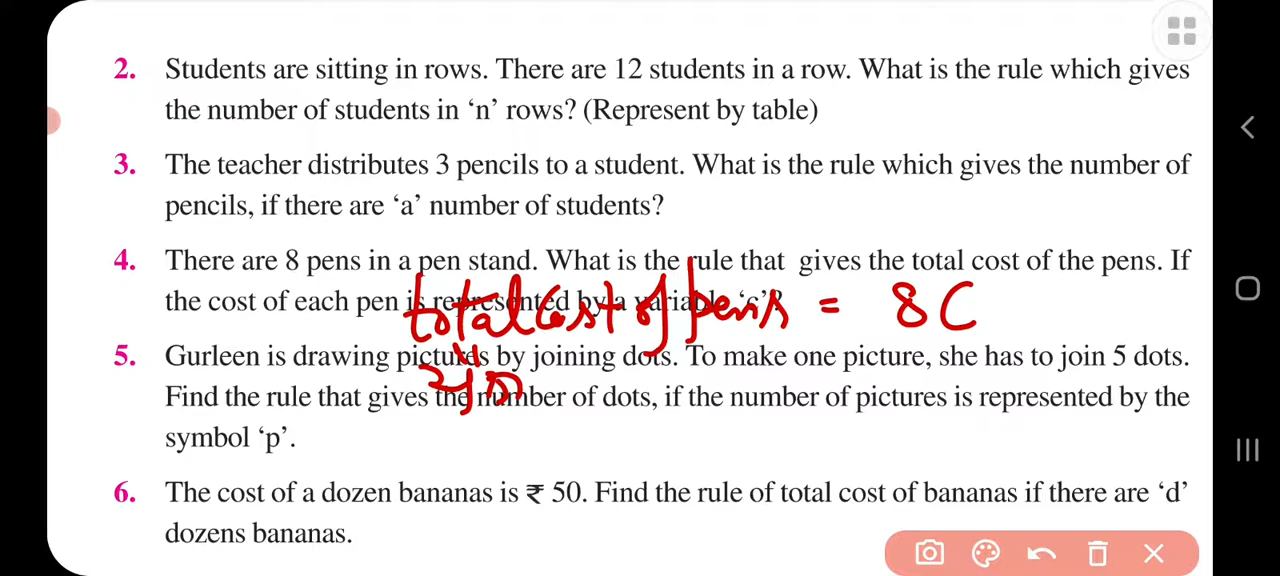 2. Students are sitting in rows. There are 12 students in a row. What is the rule which gives
the number of students in ‘n’ rows? (Represent by table)
3. The teacher distributes 3 pencils to a student. What is the rule which gives the number of
pencils, if there are ‘a’ number of students?
4. There are 8 pens in a pen stand. What is the rule that gives the total cost of the pens. If
the cost of each pen is represented by a variable ‘c’?
total Cost of pens = 8 C
5. Gurleen is drawing pictures by joining dots. To make one picture, she has to join 5 dots.
Find the rule that gives the number of dots, if the number of pictures is represented by the
symbol ‘p’.
6. The cost of a dozen bananas is ₹ 50. Find the rule of total cost of bananas if there are ‘d’
dozens bananas.